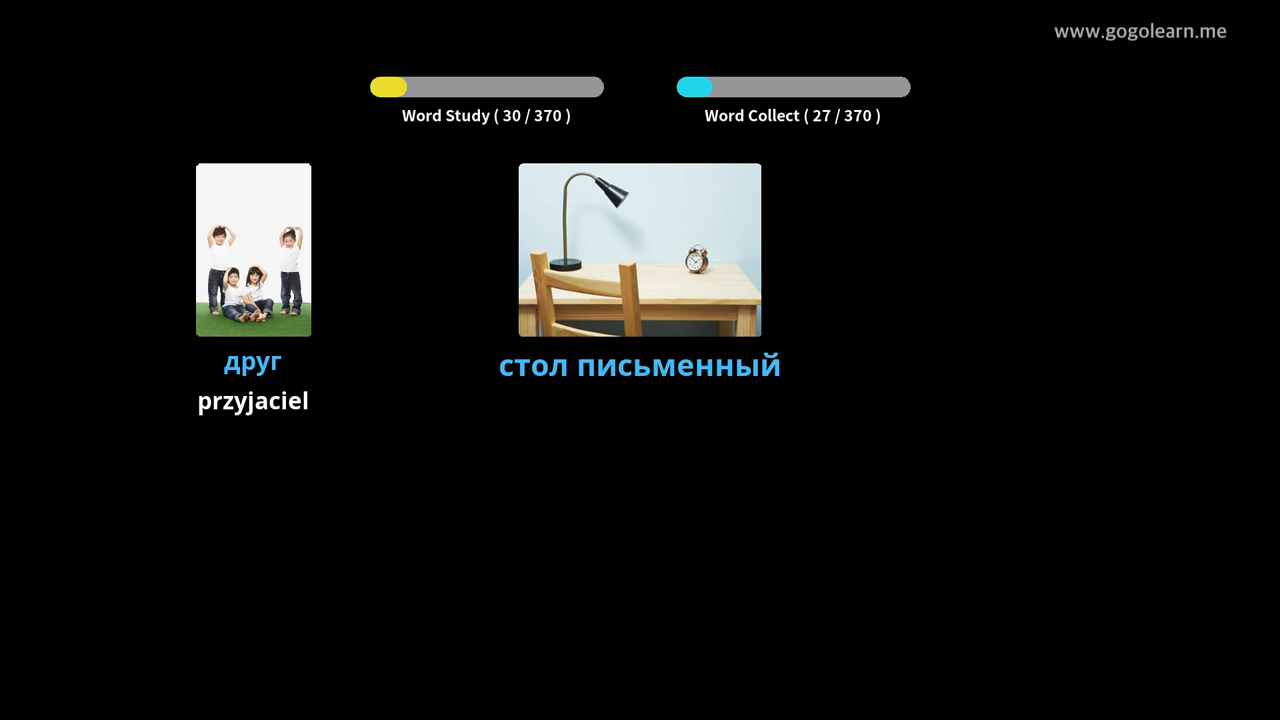 www.gogolearn.me
Word Study ( 30 / 370 )
Word Collect ( 27 / 370 )
друг
przyjaciel
стол письменный